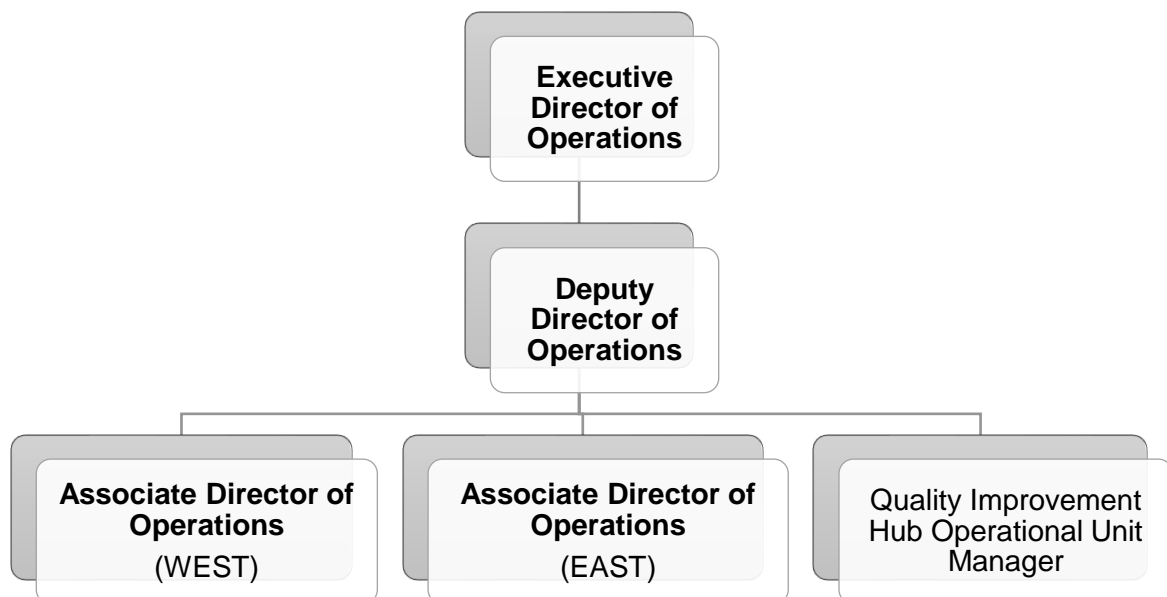 Executive
Director of
Operations
Deputy
Director of
Operations
Associate Director of
Operations
(WEST)
Associate Director of
Operations
(EAST)
Quality Improvement
Hub Operational Unit
Manager